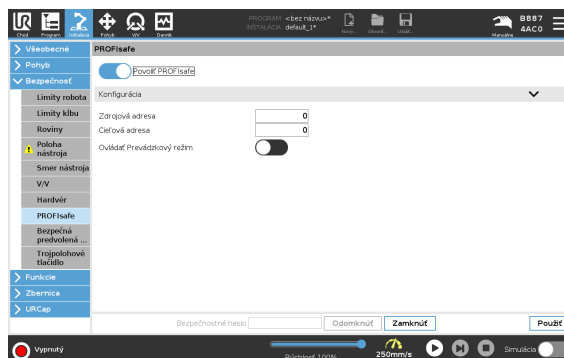 PROGRAM <bez názvu>*
INŠTALÁCIA default_1*
Chod Program Inštalácia Pohyb V/V Denník
Nový... Otvoriť... Uložiť...
Manuálne
B887
4AC0
Všeobecné
Pohyb
Bezpečnosť
Limity robota
Limity kĺbu
Roviny
Poloha
nástroja
Smer nástroja
V/V
Hardvér
PROFIsafe
Bezpečná
predvolená ...
Trojpolohové
tlačidlo
Funkcie
Zbernica
URCap
PROFIsafe
Povoliť PROFIsafe
Konfigurácia
Zdrojová adresa 0
Cieľová adresa 0
Ovládať Prevádzkový režim
Bezpečnostné heslo Odomknúť Zamknúť Použiť
Vypnutý
Rýchlosť 100%
250mm/s
Simulácia